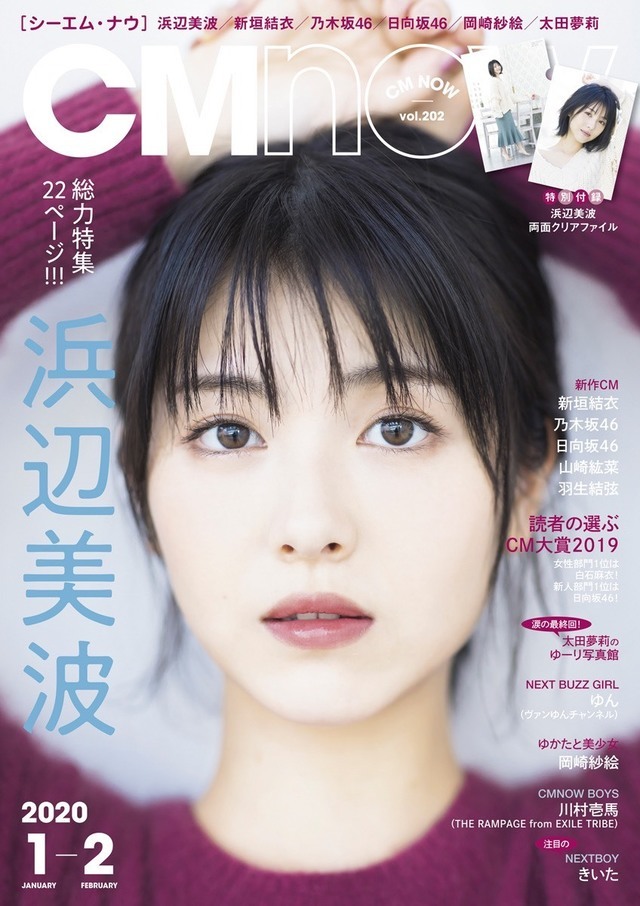 [シーエム・ナウ] 浜辺美波／新垣結衣／乃木坂46／日向坂46／岡崎紗絵／太田夢莉
CMnow
CM NOW
vol.202
特別付録
浜辺美波
両面クリアファイル
総力特集
22ページ!!!
浜辺美波
新作CM
新垣結衣
乃木坂46
日向坂46
山崎紘菜
羽生結弦
読者の選ぶ
CM大賞2019
女性部門1位は
白石麻衣!
新人部門1位は
日向坂46!
涙の最終回!
太田夢莉の
ゆーり写真館
NEXT BUZZ GIRL
ゆん
(ヴァンゆんチャンネル)
ゆかたと美少女
岡崎紗絵
CMNOW BOYS
川村壱馬
(THE RAMPAGE from EXILE TRIBE)
注目の
NEXTBOY
きいた
2020
1—2
JANUARY FEBRUARY